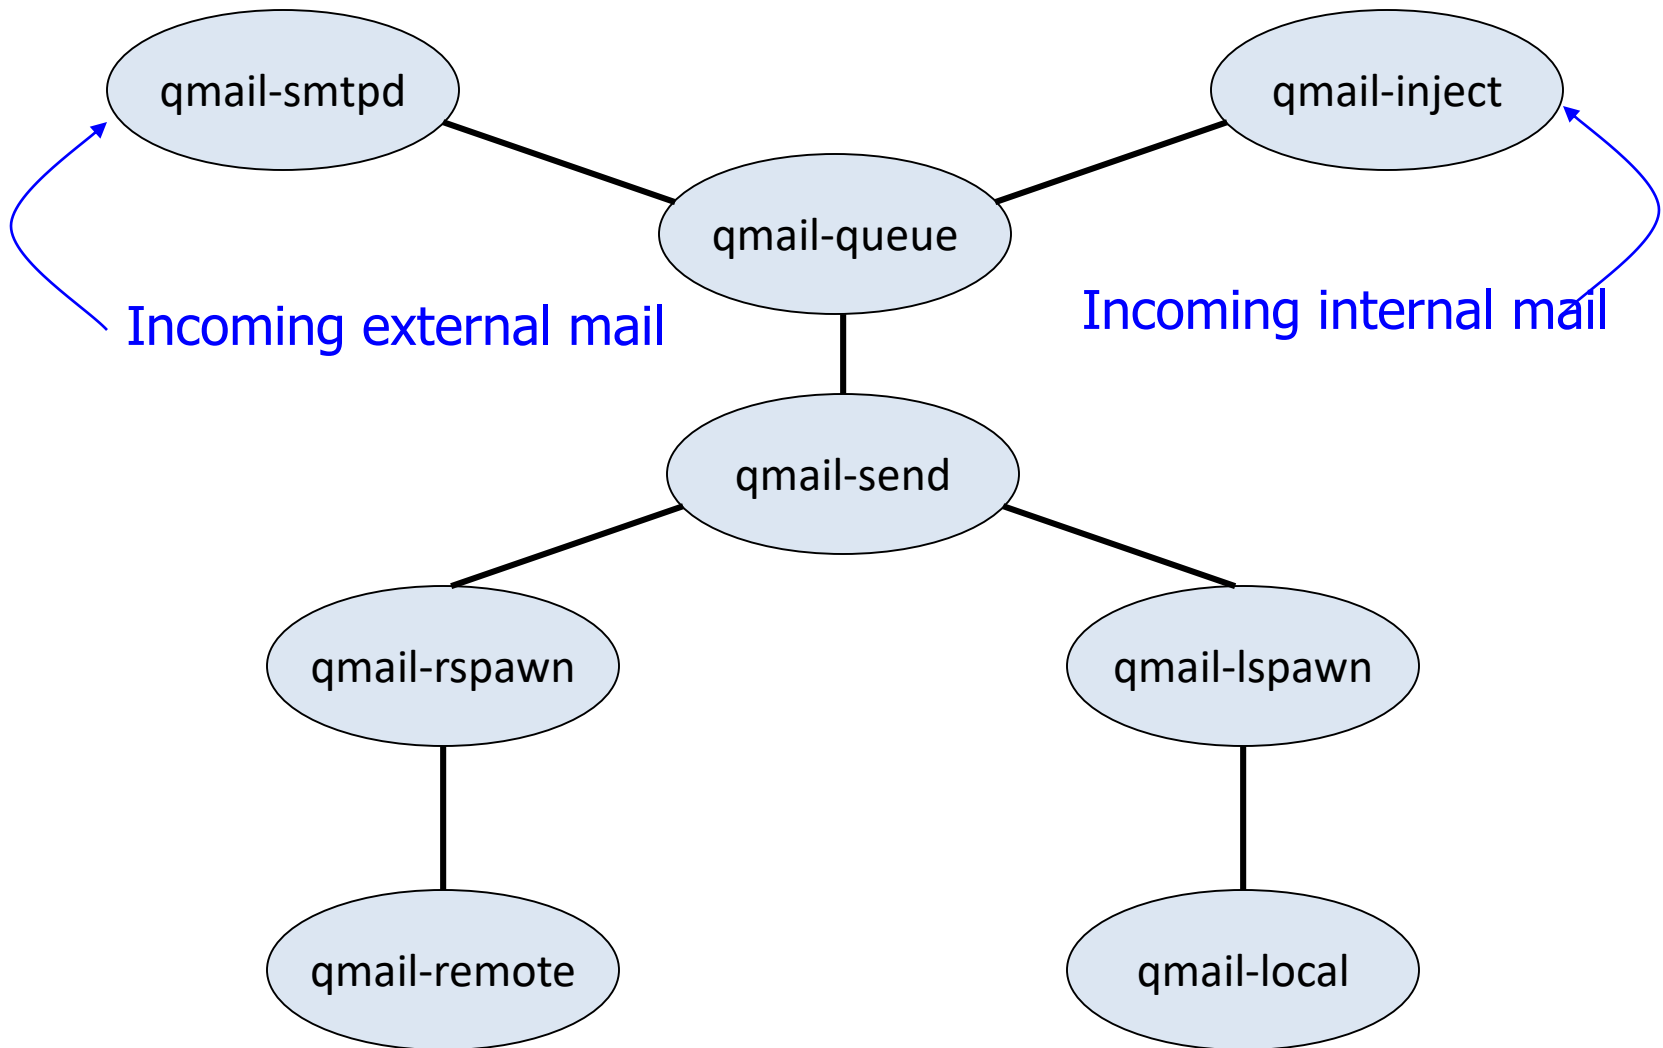 qmail-smtpd
qmail-inject
qmail-queue
Incoming external mail
Incoming internal mail
qmail-send
qmail-rspawn
qmail-lspawn
qmail-remote
qmail-local